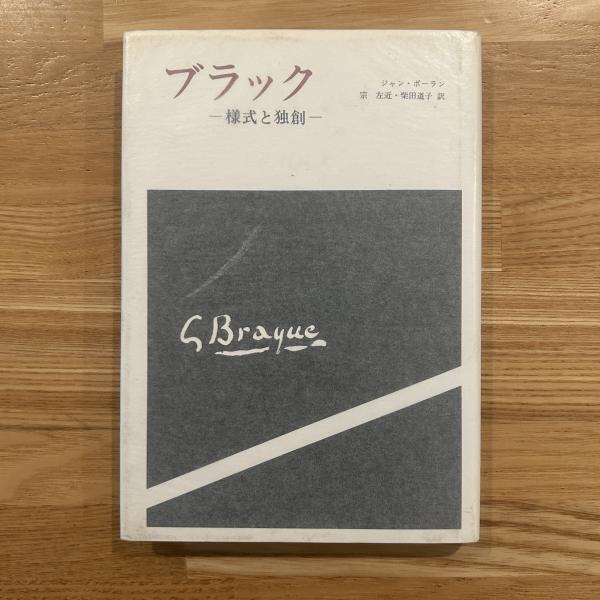 ブラック
―様式と独創―
ジャン・ポーラン
宗 左近・柴田道子 訳
G Braque